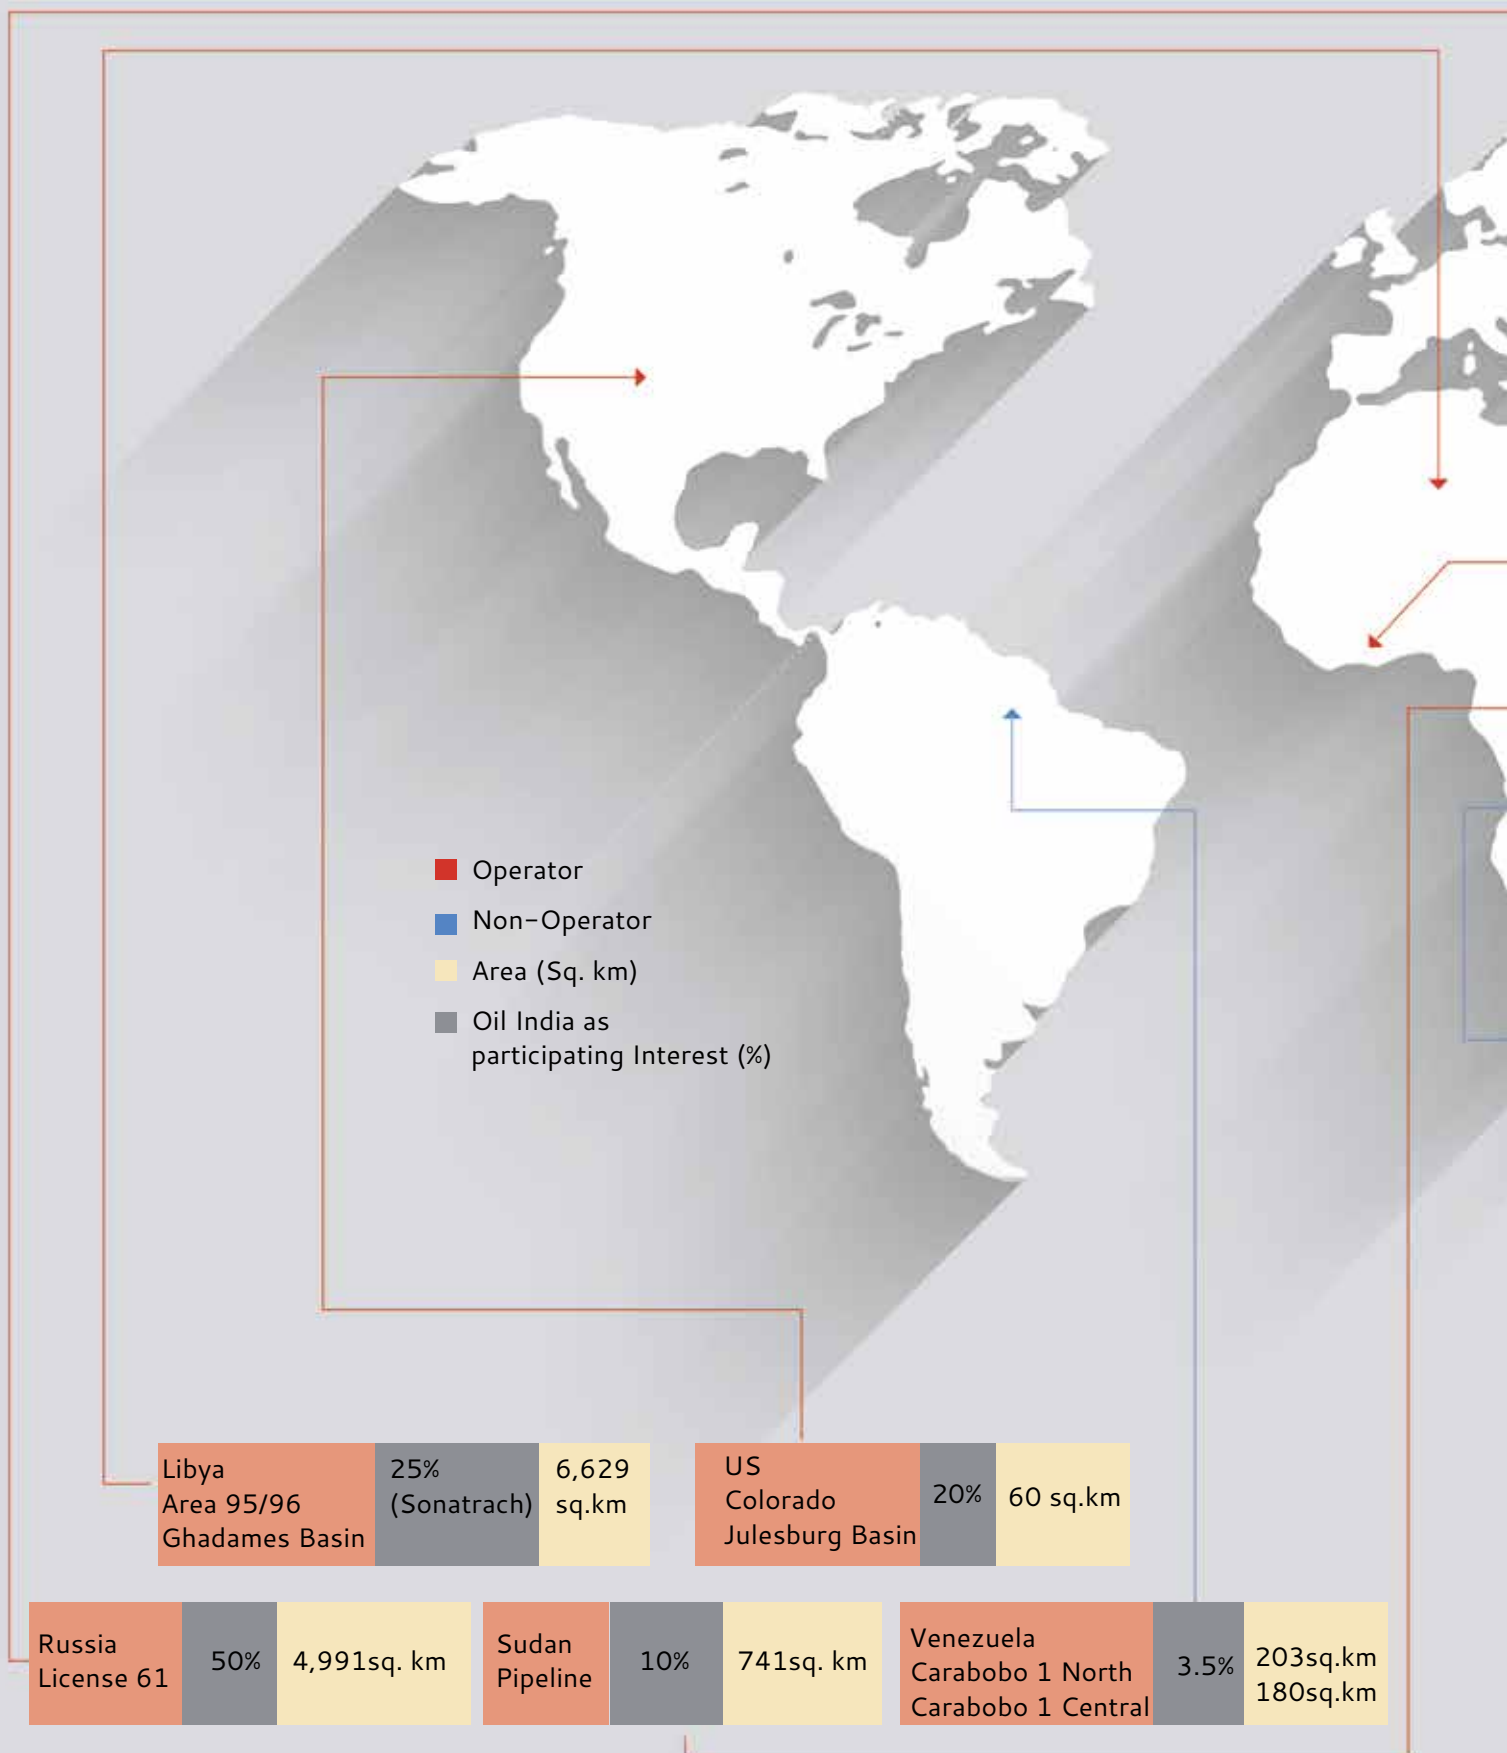 Operator
Non-Operator
Area (Sq. km)
Oil India as
participating Interest (%)
Libya
Area 95/96
Ghadames Basin
25%
(Sonatrach)
6,629
sq.km
US
Colorado
Julesburg Basin
20%
60 sq.km
Russia
License 61
50%
4,991sq. km
Sudan
Pipeline
10%
741sq. km
Venezuela
Carabobo 1 North
Carabobo 1 Central
3.5%
203sq.km
180sq.km